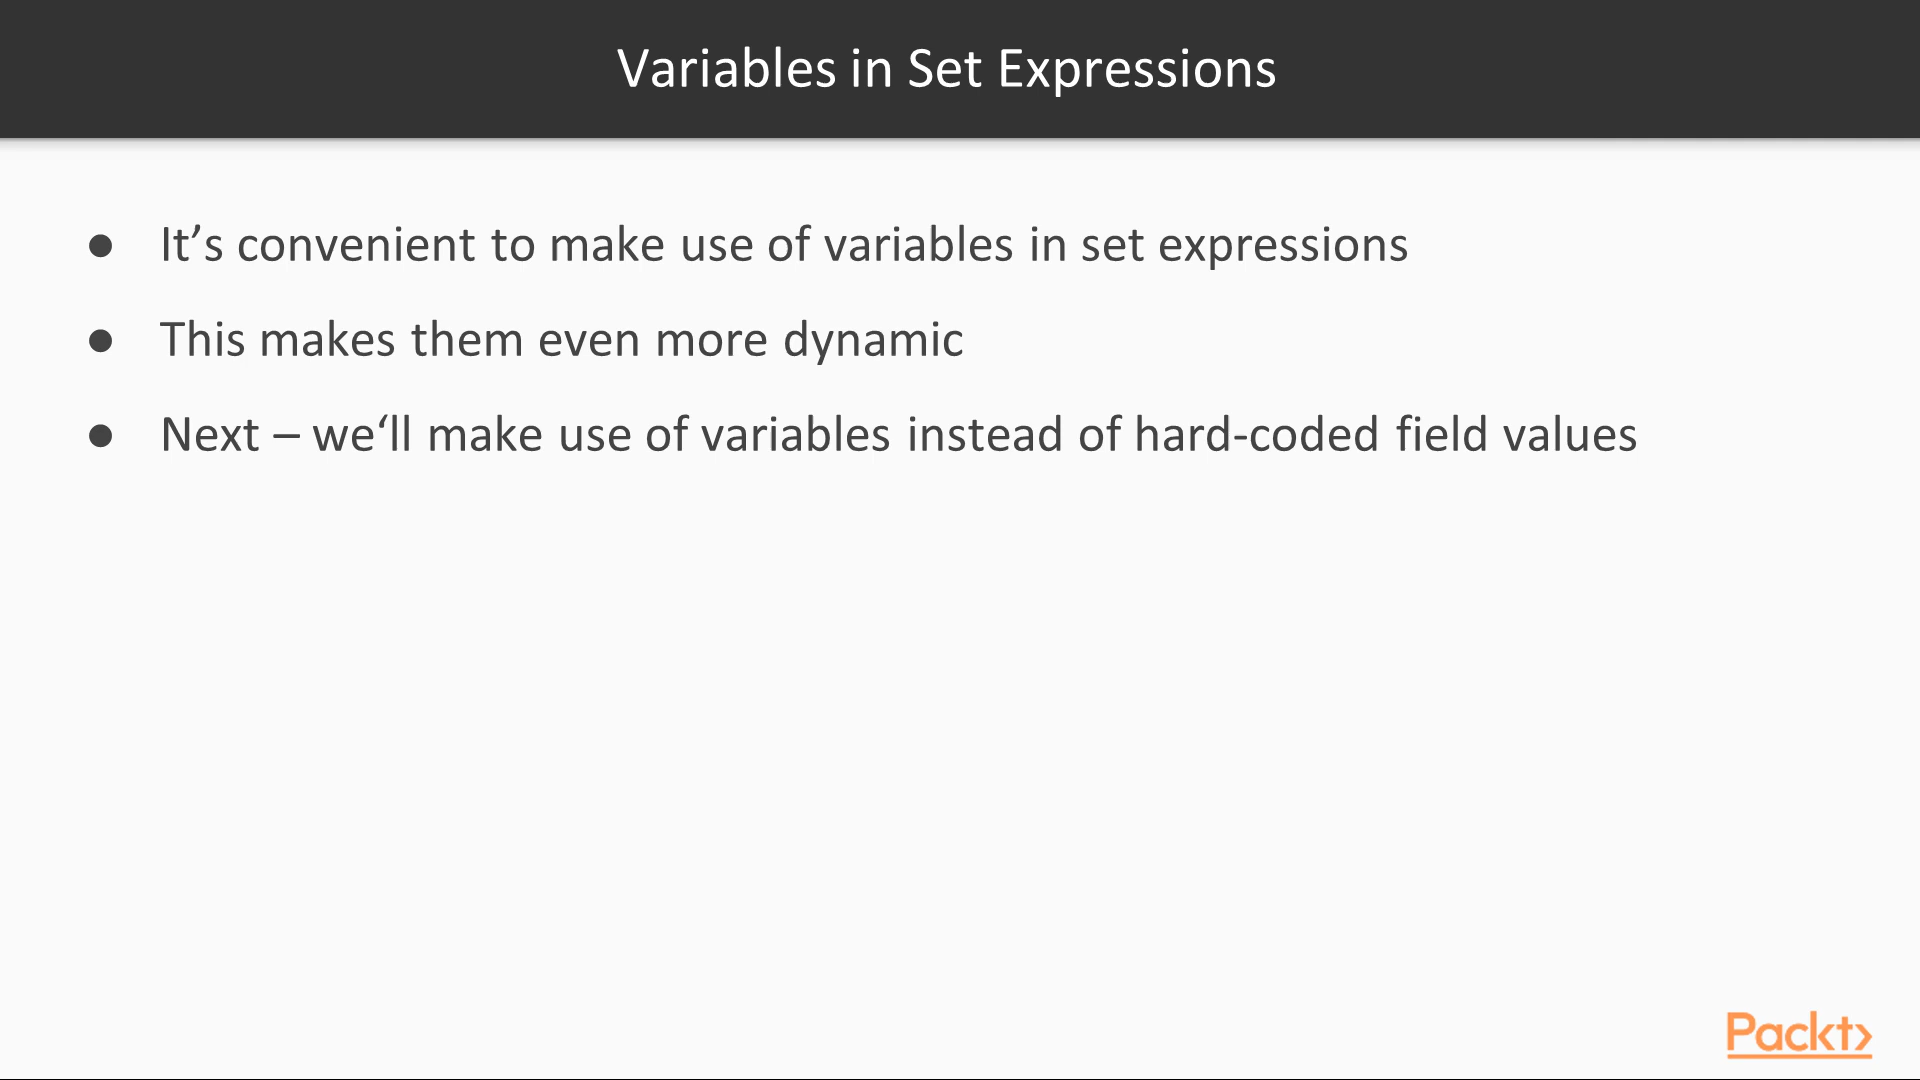 Variables in Set Expressions
● It’s convenient to make use of variables in set expressions
● This makes them even more dynamic
● Next – we‘ll make use of variables instead of hard-coded field values
Packt>